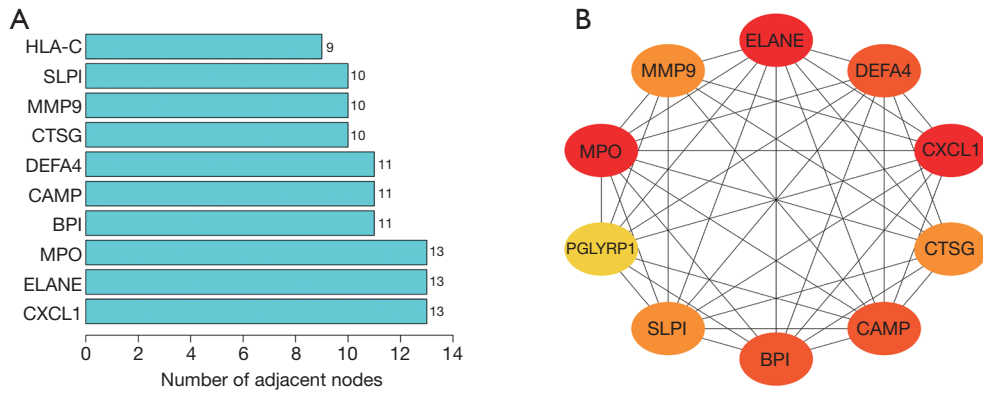 A
HLA-C 9
SLPI 10
MMP9 10
CTSG 10
DEFA4 11
CAMP 11
BPI 11
MPO 13
ELANE 13
CXCL1 13
0 2 4 6 8 10 12 14
Number of adjacent nodes
B
ELANE
MMP9 DEFA4
MPO CXCL1
PGLYRP1 CTSG
SLPI CAMP
BPI